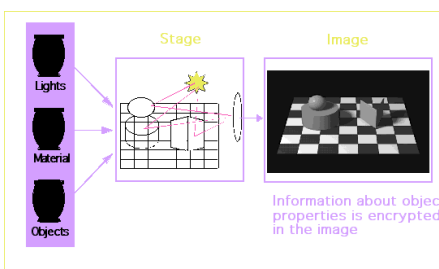 Stage
Image
Lights
Material
Objects
Information about objec
properties is encrypted
in the image